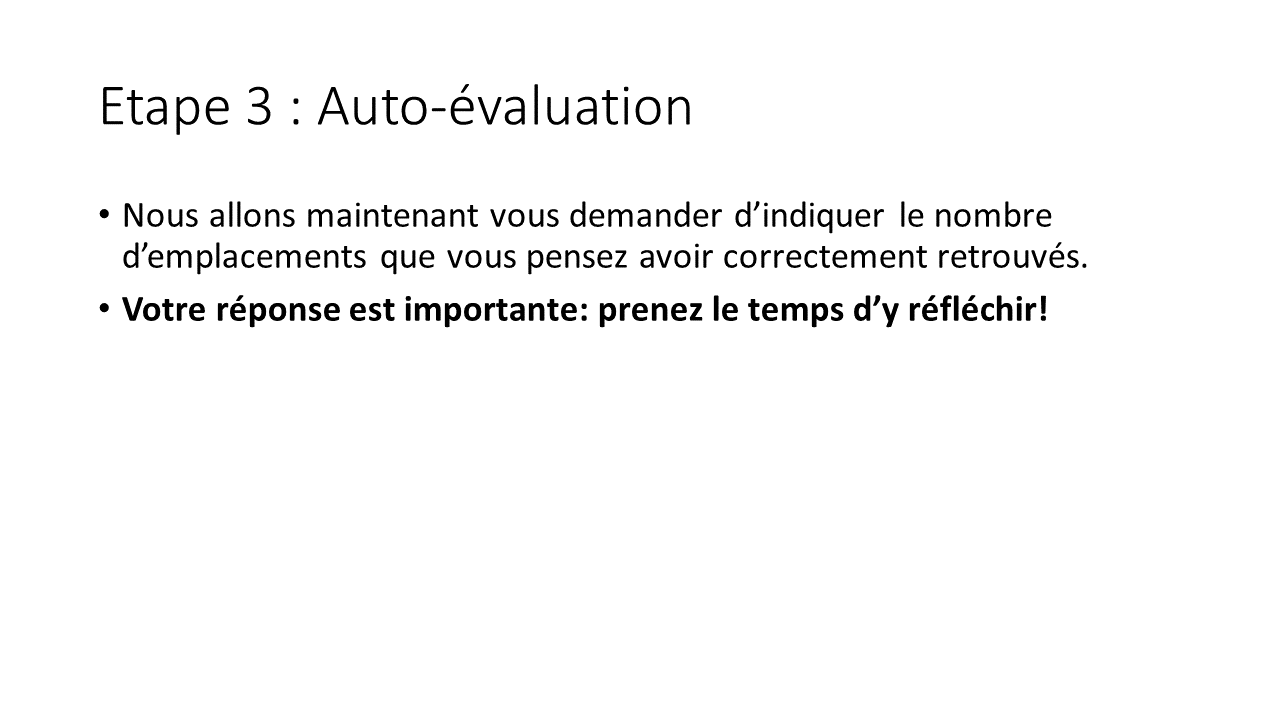 Etape 3 : Auto-évaluation
• Nous allons maintenant vous demander d’indiquer le nombre
d’emplacements que vous pensez avoir correctement retrouvés.
• Votre réponse est importante: prenez le temps d’y réfléchir!